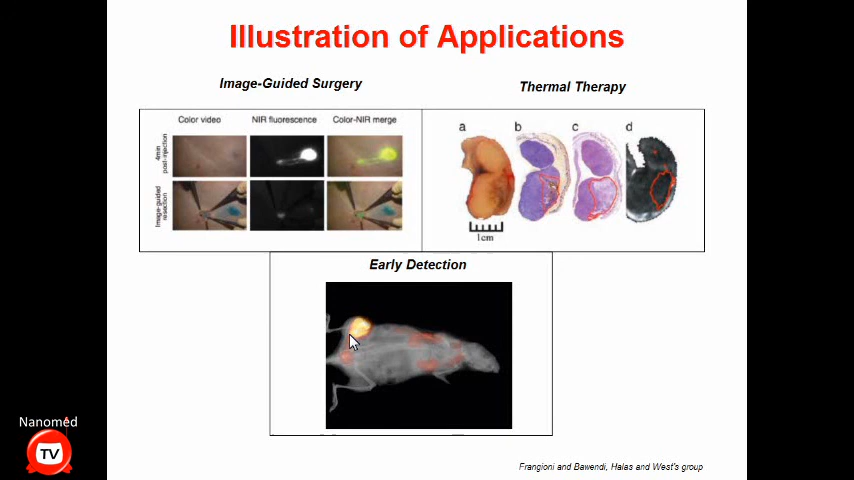 Illustration of Applications
Image-Guided Surgery
Thermal Therapy
Color video NIR fluorescence Color-NIR merge
4min
post-injection
Image-guided
resection
a b c d
1cm
Early Detection
Nanomed
TV
Frangioni and Bawendi, Halas and West's group